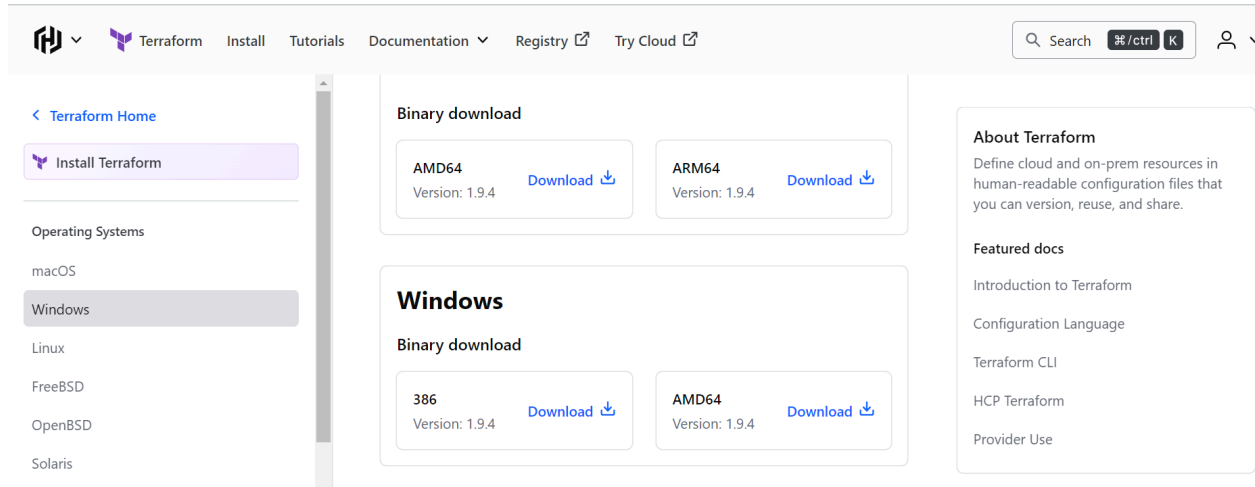 Terraform Install Tutorials Documentation Registry Try Cloud Search ⌘/ctrl K
Terraform Home
Install Terraform
Operating Systems
macOS
Windows
Linux
FreeBSD
OpenBSD
Solaris
Binary download
AMD64
Version: 1.9.4
Download
ARM64
Version: 1.9.4
Download
Windows
Binary download
386
Version: 1.9.4
Download
AMD64
Version: 1.9.4
Download
About Terraform
Define cloud and on-prem resources in
human-readable configuration files that
you can version, reuse, and share.
Featured docs
Introduction to Terraform
Configuration Language
Terraform CLI
HCP Terraform
Provider Use